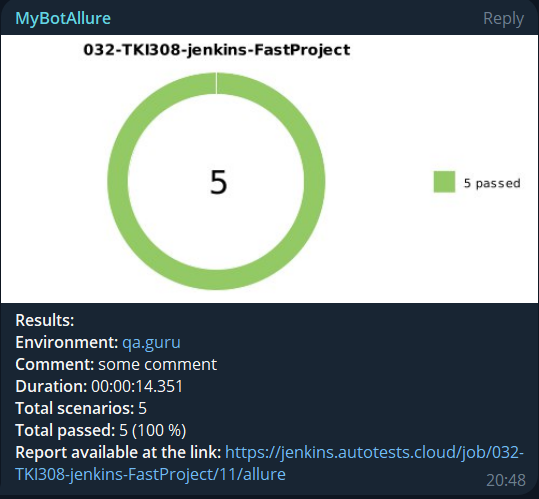 MyBotAllure Reply
032-TKI308-jenkins-FastProject
5
5 passed
Results:
Environment: qa.guru
Comment: some comment
Duration: 00:00:14.351
Total scenarios: 5
Total passed: 5 (100 %)
Report available at the link: https://jenkins.autotests.cloud/job/032-
TKI308-jenkins-FastProject/11/allure
20:48